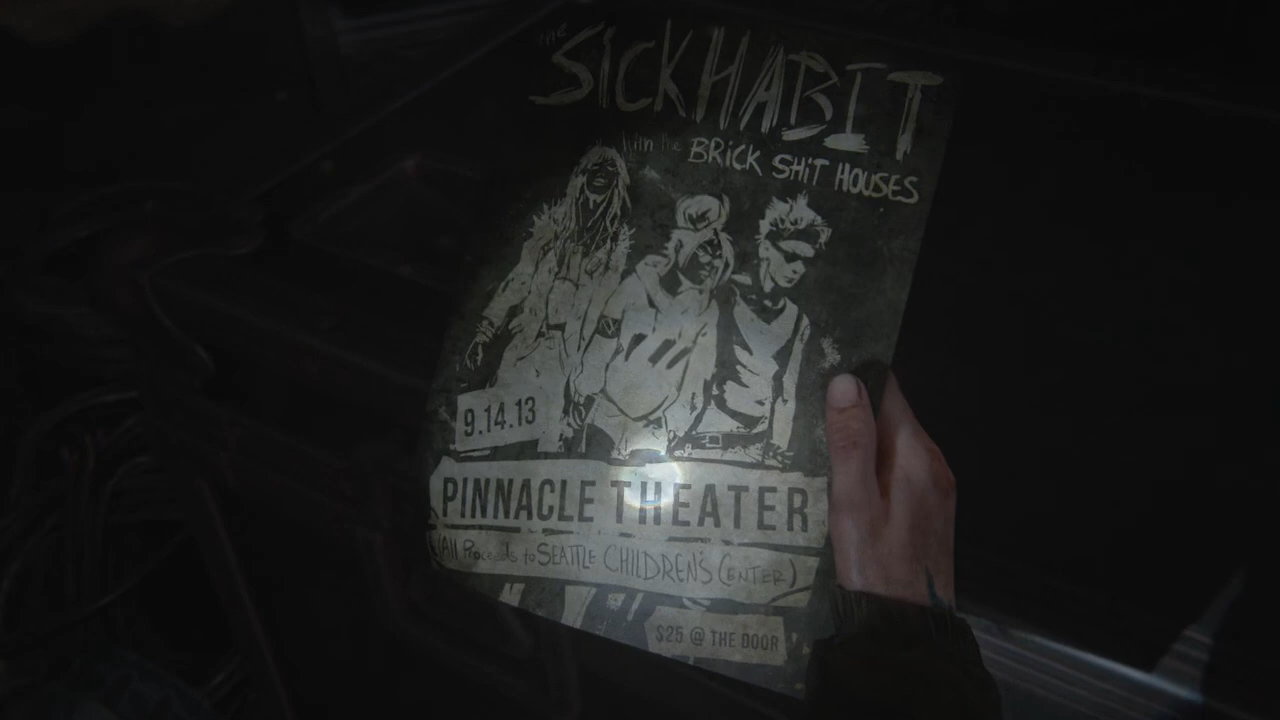 the
SICKHABIT
with the BRiCK SHiT HOUSES
9.14.13
PINNACLE THEATER
(All Proceeds to SEATTLE CHILDREN'S CENTER)
$25 @ THE DOOR